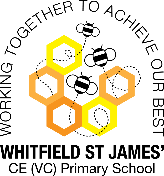 WORKING TOGETHER TO ACHIEVE OUR BEST
WHITFIELD ST JAMES'
CE (VC) Primary School